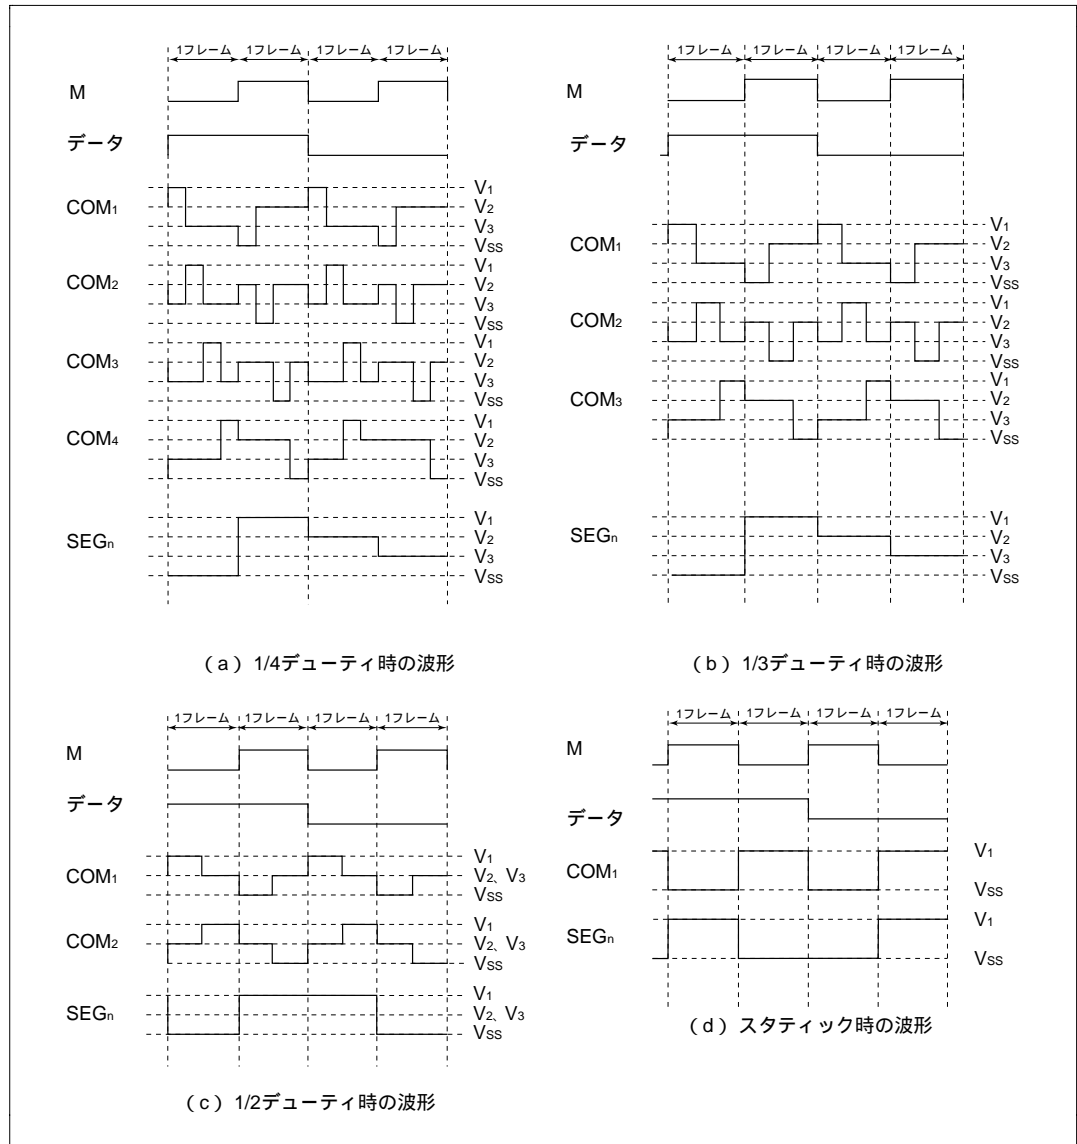 1フレーム 1フレーム 1フレーム 1フレーム
M
データ
COM1
V1
V2
V3
VSS
COM2
V1
V2
V3
VSS
COM3
V1
V2
V3
VSS
COM4
V1
V2
V3
VSS
SEGn
V1
V2
V3
VSS
(a) 1/4デューティ時の波形
1フレーム 1フレーム 1フレーム 1フレーム
M
データ
COM1
V1
V2
V3
VSS
COM2
V1
V2
V3
VSS
COM3
V1
V2
V3
VSS
SEGn
V1
V2
V3
VSS
(b) 1/3デューティ時の波形
1フレーム 1フレーム 1フレーム 1フレーム
M
データ
COM1
V1
V2、V3
VSS
COM2
V1
V2、V3
VSS
SEGn
V1
V2、V3
VSS
(c) 1/2デューティ時の波形
1フレーム 1フレーム 1フレーム 1フレーム
M
データ
COM1
V1
VSS
SEGn
V1
VSS
(d) スタティック時の波形